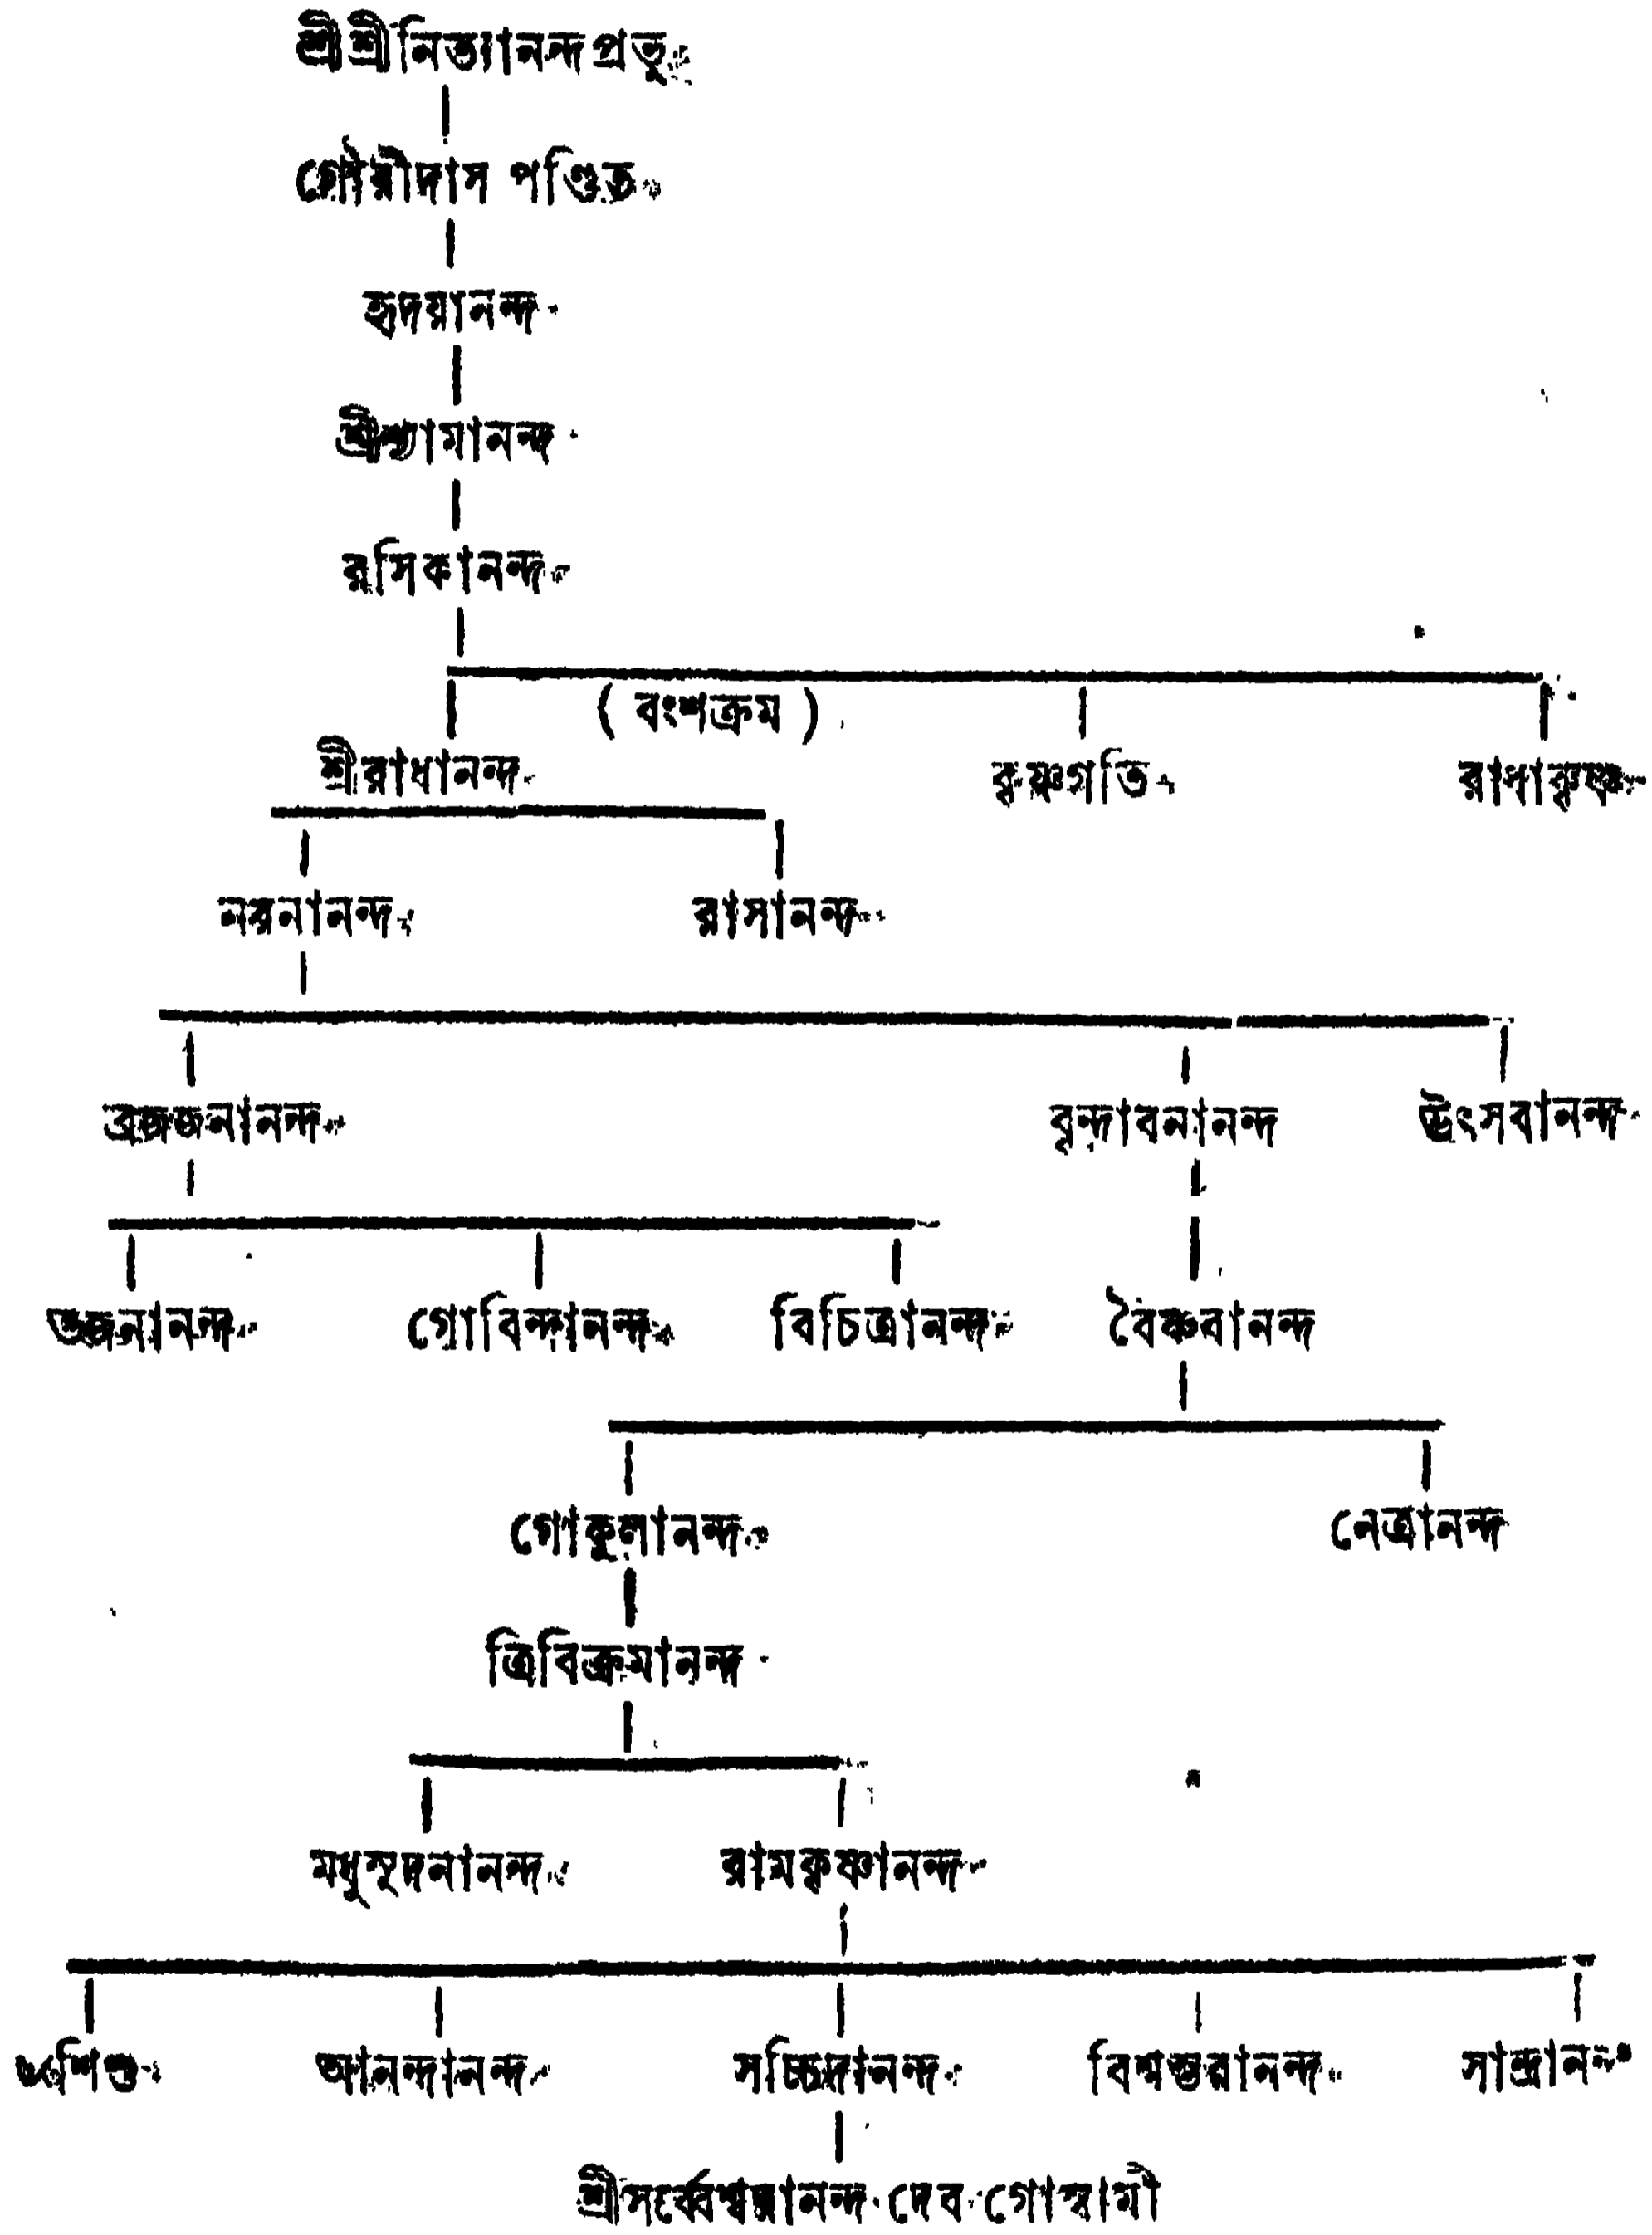 শ্রীশ্রীনিত্যানন্দপ্রভু
গৌরীদাস পণ্ডিত
হৃদয়ানন্দ
শ্রীশ্যামানন্দ
রসিকানন্দ
( বংশক্রম )
শ্রীরাধানন্দ কৃষ্ণগতি রাধাকৃষ্ণ
নয়নানন্দ রাসানন্দ
ব্রজজনানন্দ বৃন্দাবনানন্দ উৎসবানন্দ
ভজনানন্দ গোবিন্দানন্দ বিচিত্রানন্দ বৈষ্ণবানন্দ
গোকুলানন্দ নেত্রানন্দ
ত্রিবিক্রমানন্দ
মধুসূদনানন্দ রামকৃষ্ণানন্দ
৺শিশু আনন্দানন্দ সচ্চিদানন্দ বিশ্বম্ভরানন্দ সান্দ্রানন্দ
শ্রীসর্ব্বেশ্বরানন্দ দেব গোস্বামী